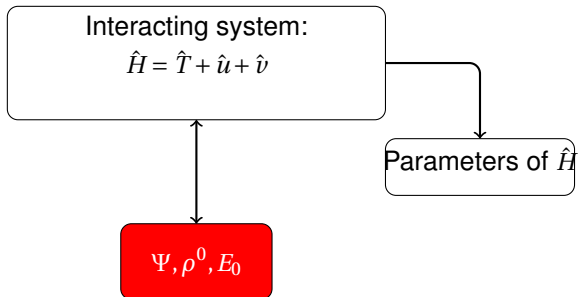 Interacting system:
Ĥ = T̂ + û + v̂
Parameters of Ĥ
Ψ, ρ⁰, E₀